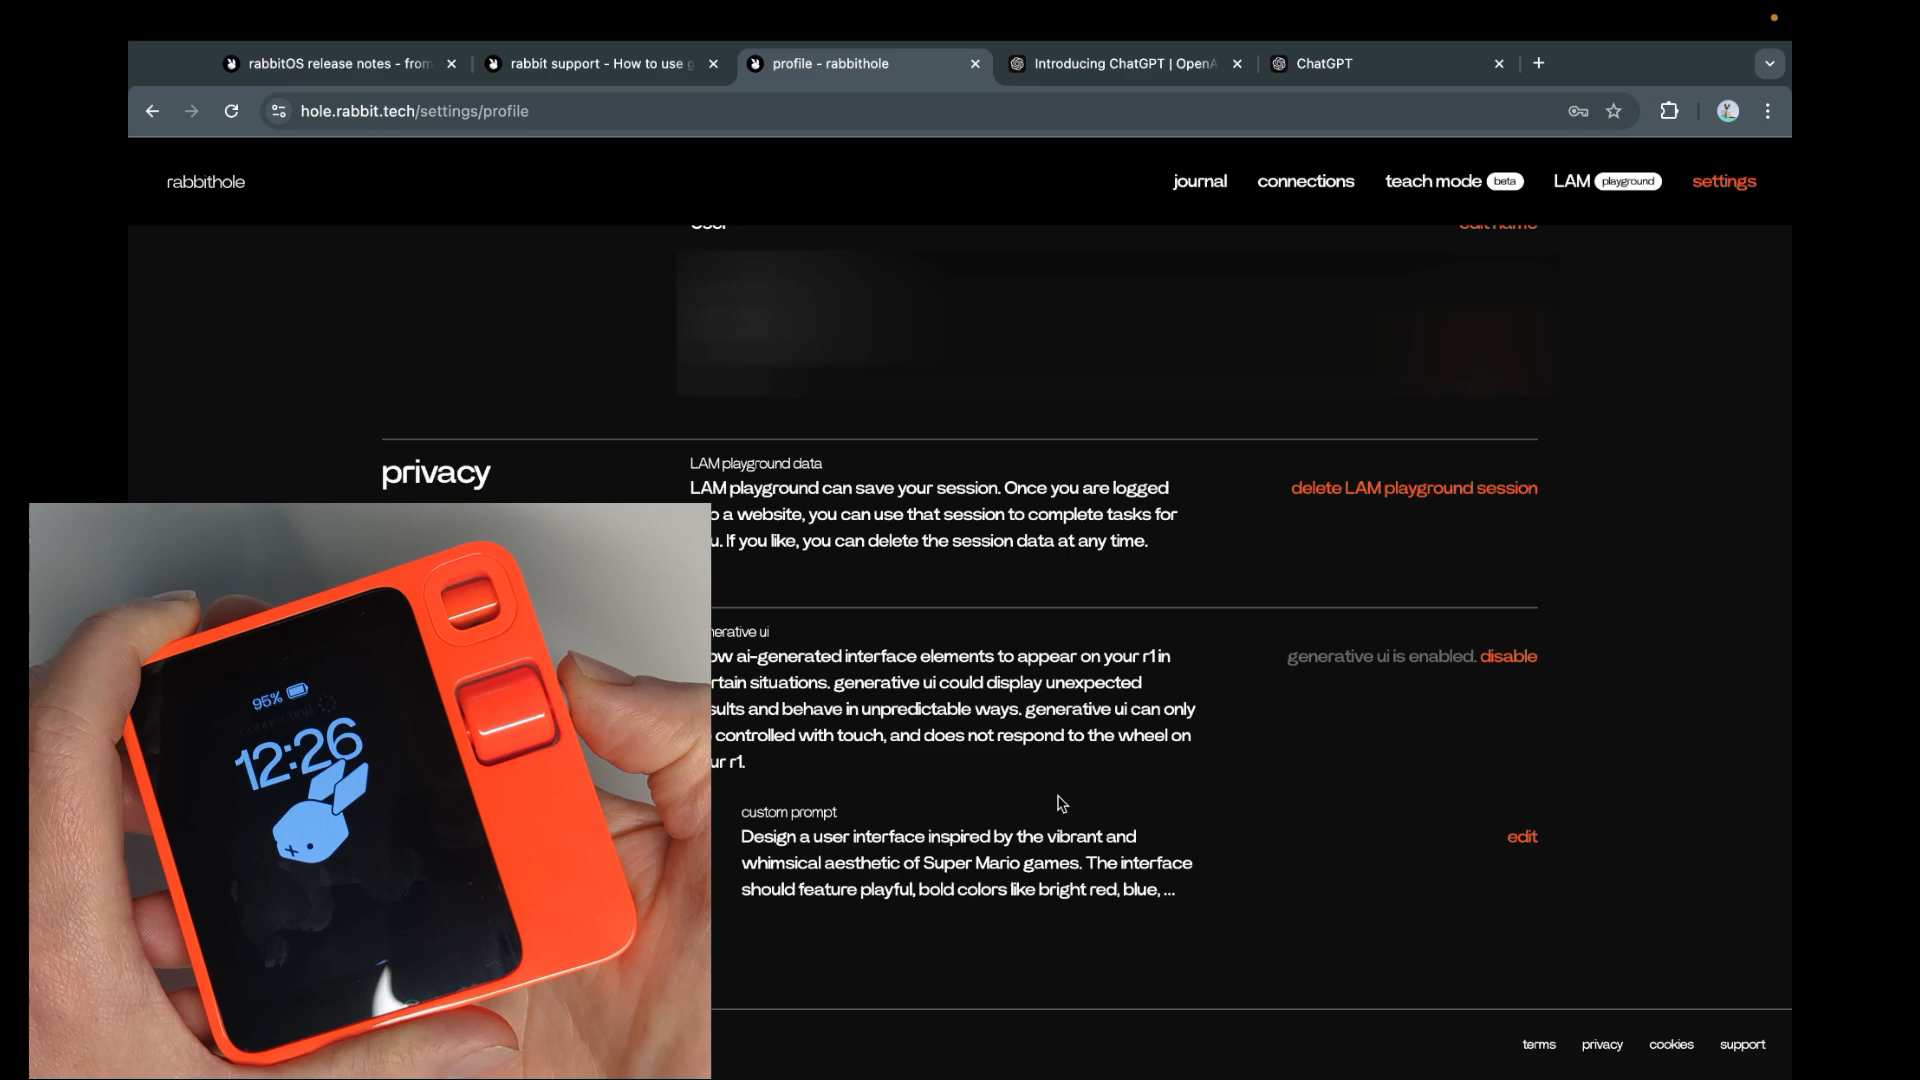 rabbitOS release notes - from
rabbit support - How to use g
profile - rabbithole
Introducing ChatGPT | OpenA
ChatGPT
hole.rabbit.tech/settings/profile
rabbithole
journal
connections
teach mode beta
LAM playground
settings
user
edit name
privacy
LAM playground data
LAM playground can save your session. Once you are logged
o a website, you can use that session to complete tasks for
u. If you like, you can delete the session data at any time.
delete LAM playground session
nerative ui
ow ai-generated interface elements to appear on your r1 in
rtain situations. generative ui could display unexpected
sults and behave in unpredictable ways. generative ui can only
controlled with touch, and does not respond to the wheel on
ur r1.
generative ui is enabled. disable
custom prompt
Design a user interface inspired by the vibrant and
whimsical aesthetic of Super Mario games. The interface
should feature playful, bold colors like bright red, blue, ...
edit
95%
12:26
terms
privacy
cookies
support